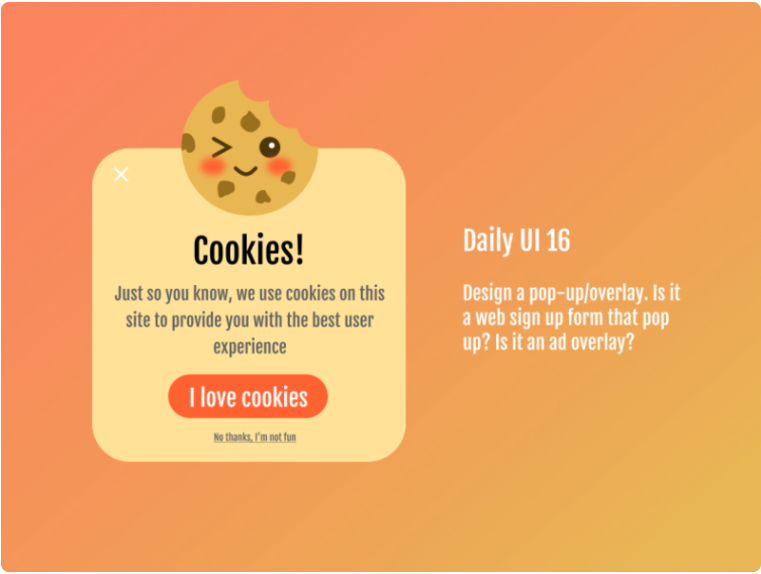 Cookies!
Just so you know, we use cookies on this
site to provide you with the best user
experience
I love cookies
No thanks, I'm not fun
Daily UI 16
Design a pop-up/overlay. Is it
a web sign up form that pop
up? Is it an ad overlay?